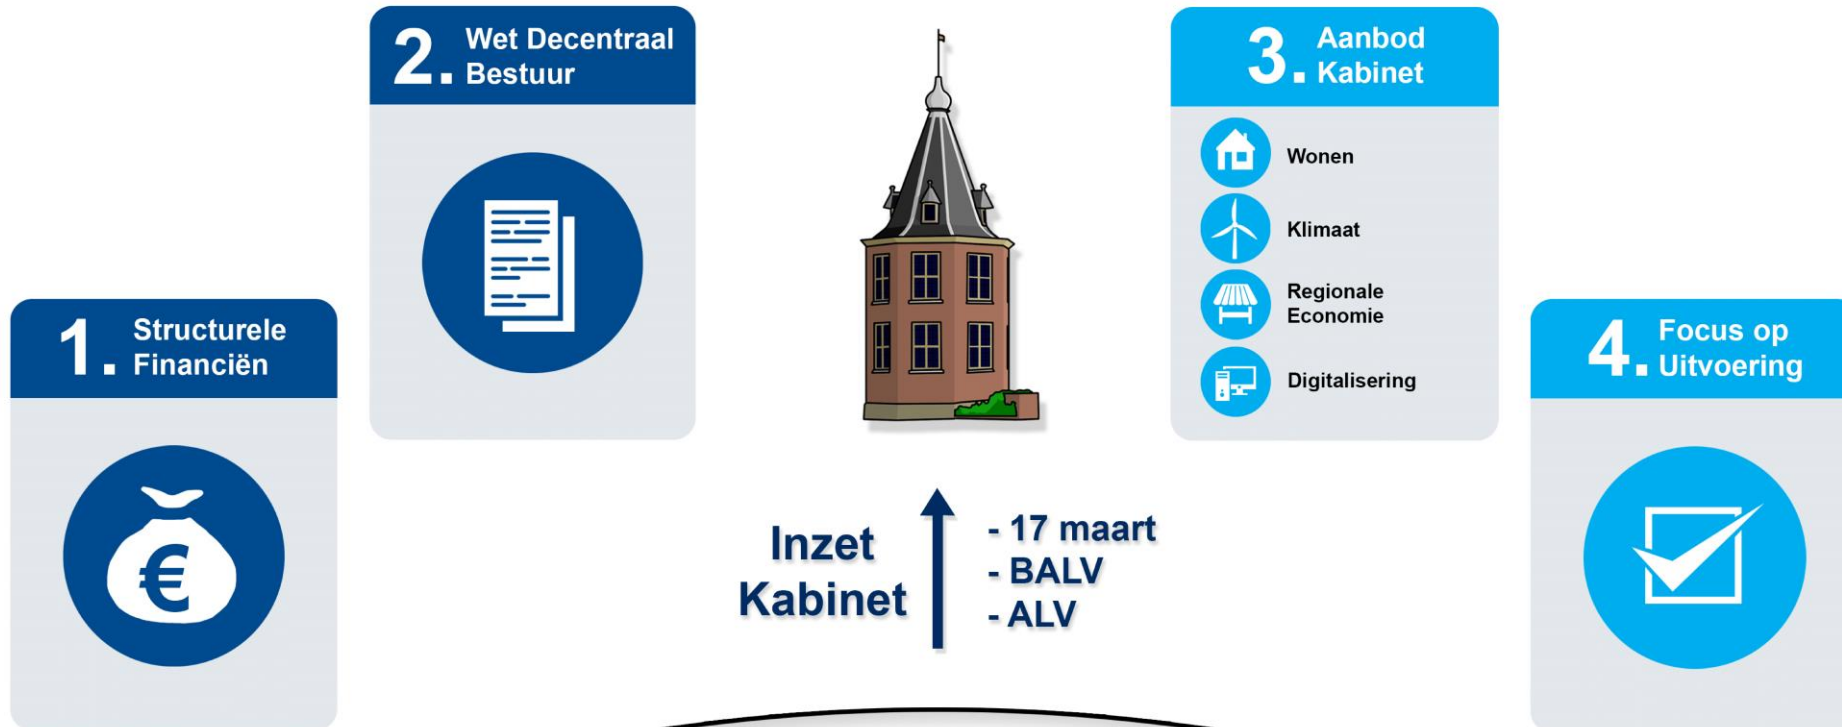 1. Structurele
Financiën
€
2. Wet Decentraal
Bestuur
3. Aanbod
Kabinet
Wonen
Klimaat
Regionale
Economie
Digitalisering
4. Focus op
Uitvoering
Inzet
Kabinet
- 17 maart
- BALV
- ALV